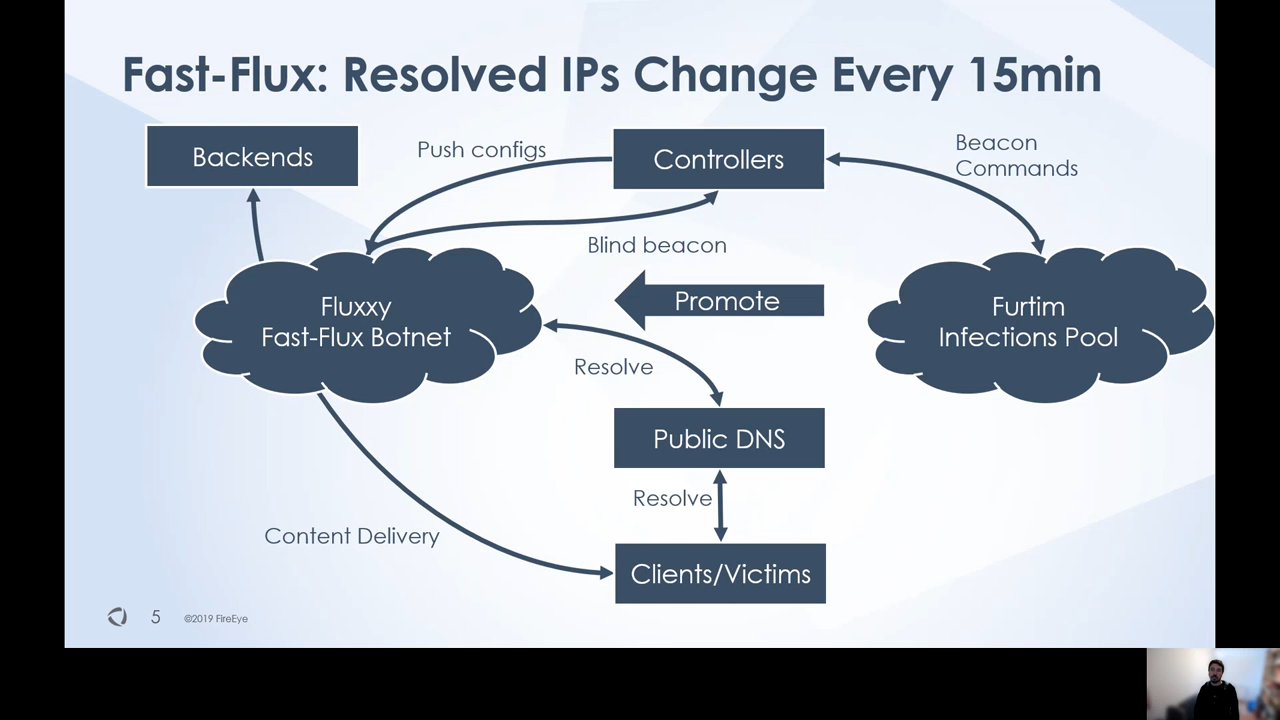 Fast-Flux: Resolved IPs Change Every 15min
Backends
Push configs
Controllers
Beacon
Commands
Blind beacon
Promote
Fluxxy
Fast-Flux Botnet
Furtim
Infections Pool
Resolve
Public DNS
Resolve
Content Delivery
Clients/Victims
5
©2019 FireEye